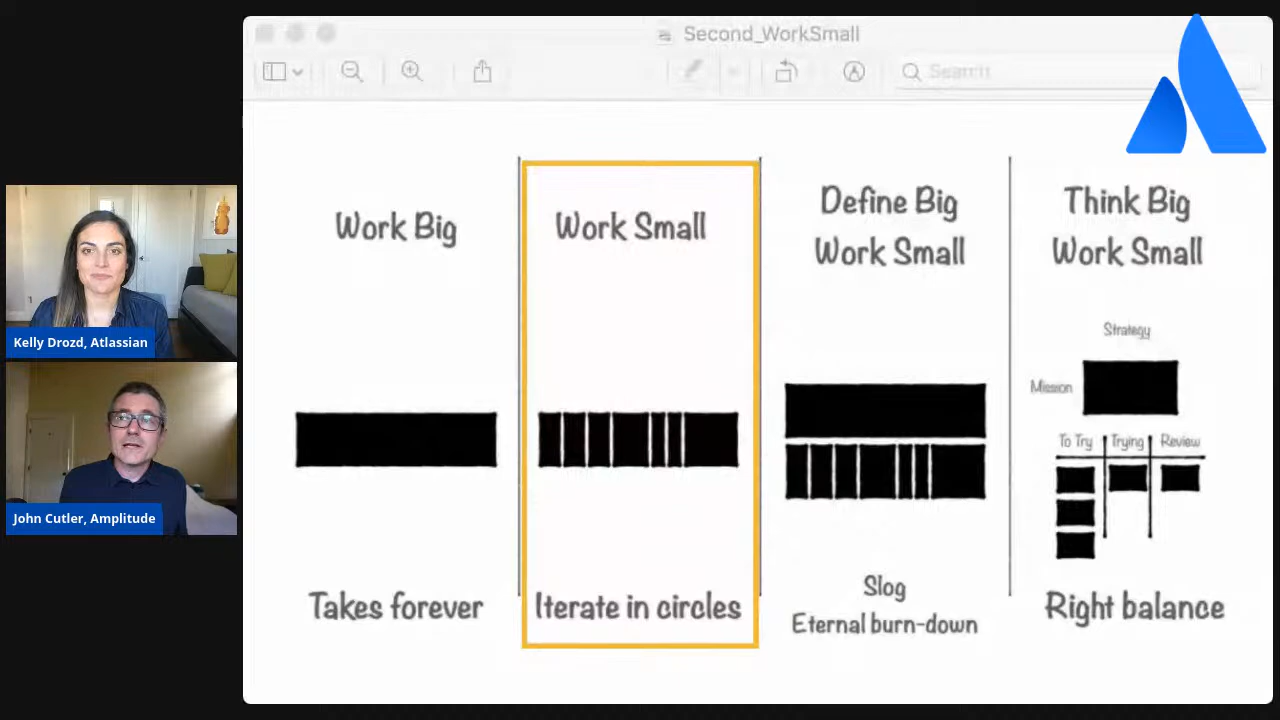 Second_WorkSmall
Search
Work Big
Work Small
Define Big
Work Small
Think Big
Work Small
Strategy
Mission
To Try
Trying
Review
Takes forever
Iterate in circles
Slog
Eternal burn-down
Right balance
Kelly Drozd, Atlassian
John Cutler, Amplitude